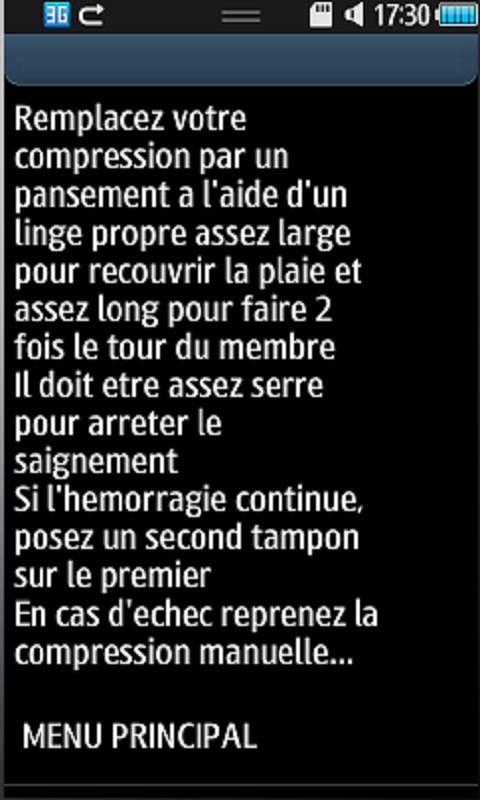 3G 17:30
Remplacez votre
compression par un
pansement a l'aide d'un
linge propre assez large
pour recouvrir la plaie et
assez long pour faire 2
fois le tour du membre
Il doit etre assez serre
pour arreter le
saignement
Si l'hemorragie continue,
posez un second tampon
sur le premier
En cas d'echec reprenez la
compression manuelle...
MENU PRINCIPAL